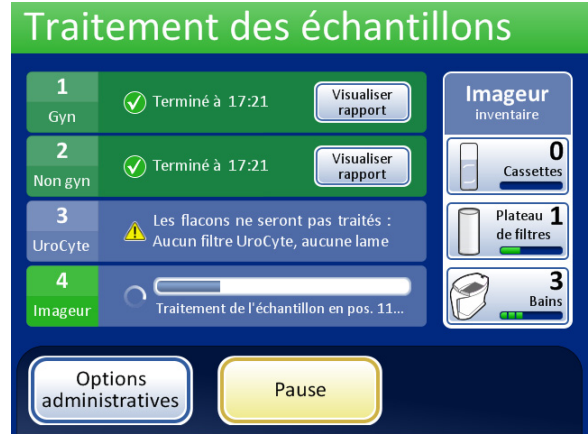 Traitement des échantillons
1
Gyn
Terminé à 17:21
Visualiser
rapport
2
Non gyn
Terminé à 17:21
Visualiser
rapport
3
UroCyte
Les flacons ne seront pas traités :
Aucun filtre UroCyte, aucune lame
4
Imageur
Traitement de l'échantillon en pos. 11...
Imageur
inventaire
0
Cassettes
Plateau 1
de filtres
3
Bains
Options
administratives
Pause